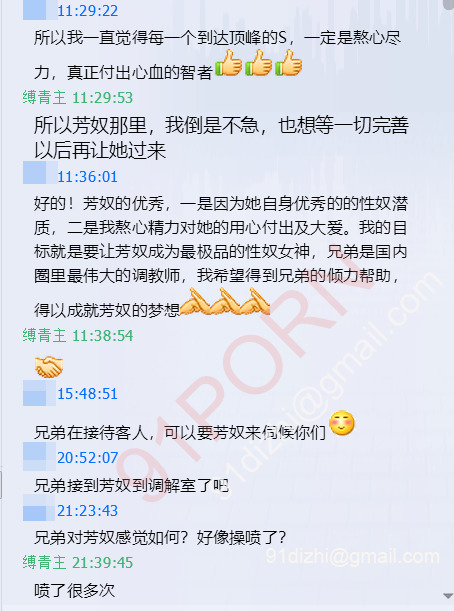 11:29:22
所以我一直觉得每一个到达顶峰的S，一定是熬心尽
力，真正付出心血的智者
缚青主 11:29:53
所以芳奴那里，我倒是不急，也想等一切完善
以后再让她过来
11:36:01
好的！芳奴的优秀，一是因为她自身优秀的的性奴潜
质，二是我熬心精力对她的用心付出及大爱。我的目
标就是要让芳奴成为最极品的性奴女神，兄弟是国内
圈里最伟大的调教师，我希望得到兄弟的倾力帮助，
得以成就芳奴的梦想
缚青主 11:38:54
15:48:51
兄弟在接待客人，可以要芳奴来伺候你们
20:52:07
兄弟接到芳奴到调解室了吧
21:23:43
兄弟对芳奴感觉如何？好像操喷了？
缚青主 21:39:45
喷了很多次
91PORN
91dizhi@gmail.com
91dizhi@gmail.com